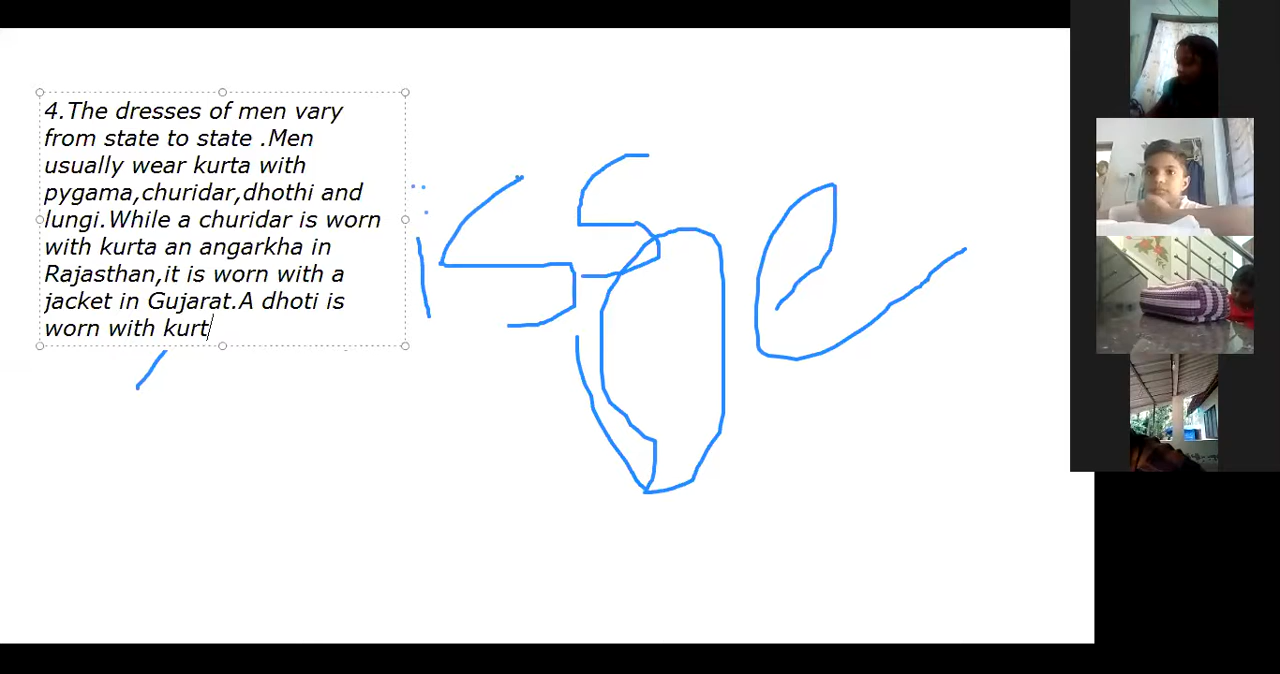 4.The dresses of men vary
from state to state .Men
usually wear kurta with
pygama,churidar,dhothi and
lungi.While a churidar is worn
with kurta an angarkha in
Rajasthan,it is worn with a
jacket in Gujarat.A dhoti is
worn with kurt